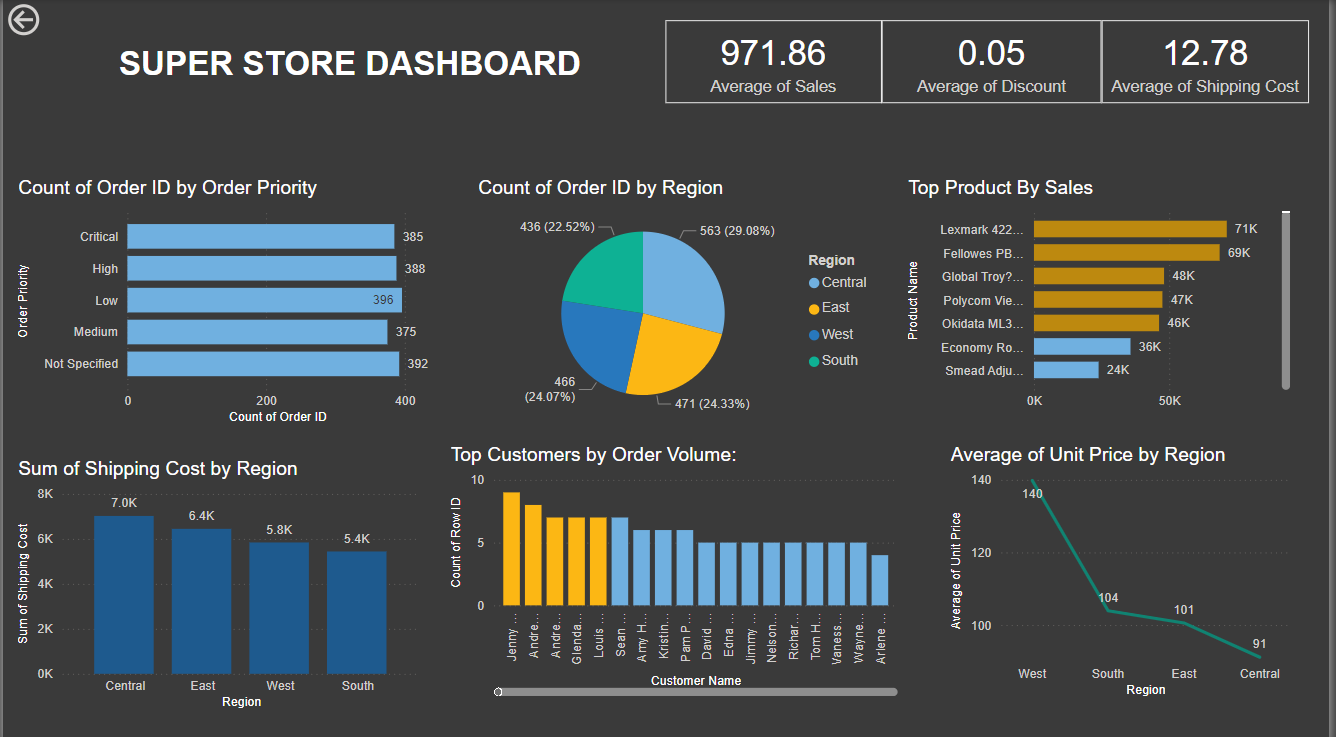 SUPER STORE DASHBOARD
971.86
Average of Sales
0.05
Average of Discount
12.78
Average of Shipping Cost
Count of Order ID by Order Priority
Order Priority
Critical
385
High
388
Low
396
Medium
375
Not Specified
392
0
200
400
Count of Order ID
Count of Order ID by Region
436 (22.52%)
563 (29.08%)
466
(24.07%)
471 (24.33%)
Region
Central
East
West
South
Top Product By Sales
Product Name
Lexmark 422...
71K
Fellowes PB...
69K
Global Troy?...
48K
Polycom Vie...
47K
Okidata ML3...
46K
Economy Ro...
36K
Smead Adju...
24K
0K
50K
Sum of Shipping Cost by Region
Sum of Shipping Cost
8K
6K
4K
2K
0K
7.0K
6.4K
5.8K
5.4K
Central
East
West
South
Region
Top Customers by Order Volume:
Count of Row ID
10
5
0
Jenny ...
Andre...
Andre...
Glenda...
Louis ...
Sean ...
Amy H...
Kristin...
Pam P...
David ...
Edna ...
Jimmy ...
Nelson...
Richar...
Tom H...
Vaness...
Wayne...
Arlene ...
Customer Name
Average of Unit Price by Region
Average of Unit Price
140
120
100
140
104
101
91
West
South
East
Central
Region